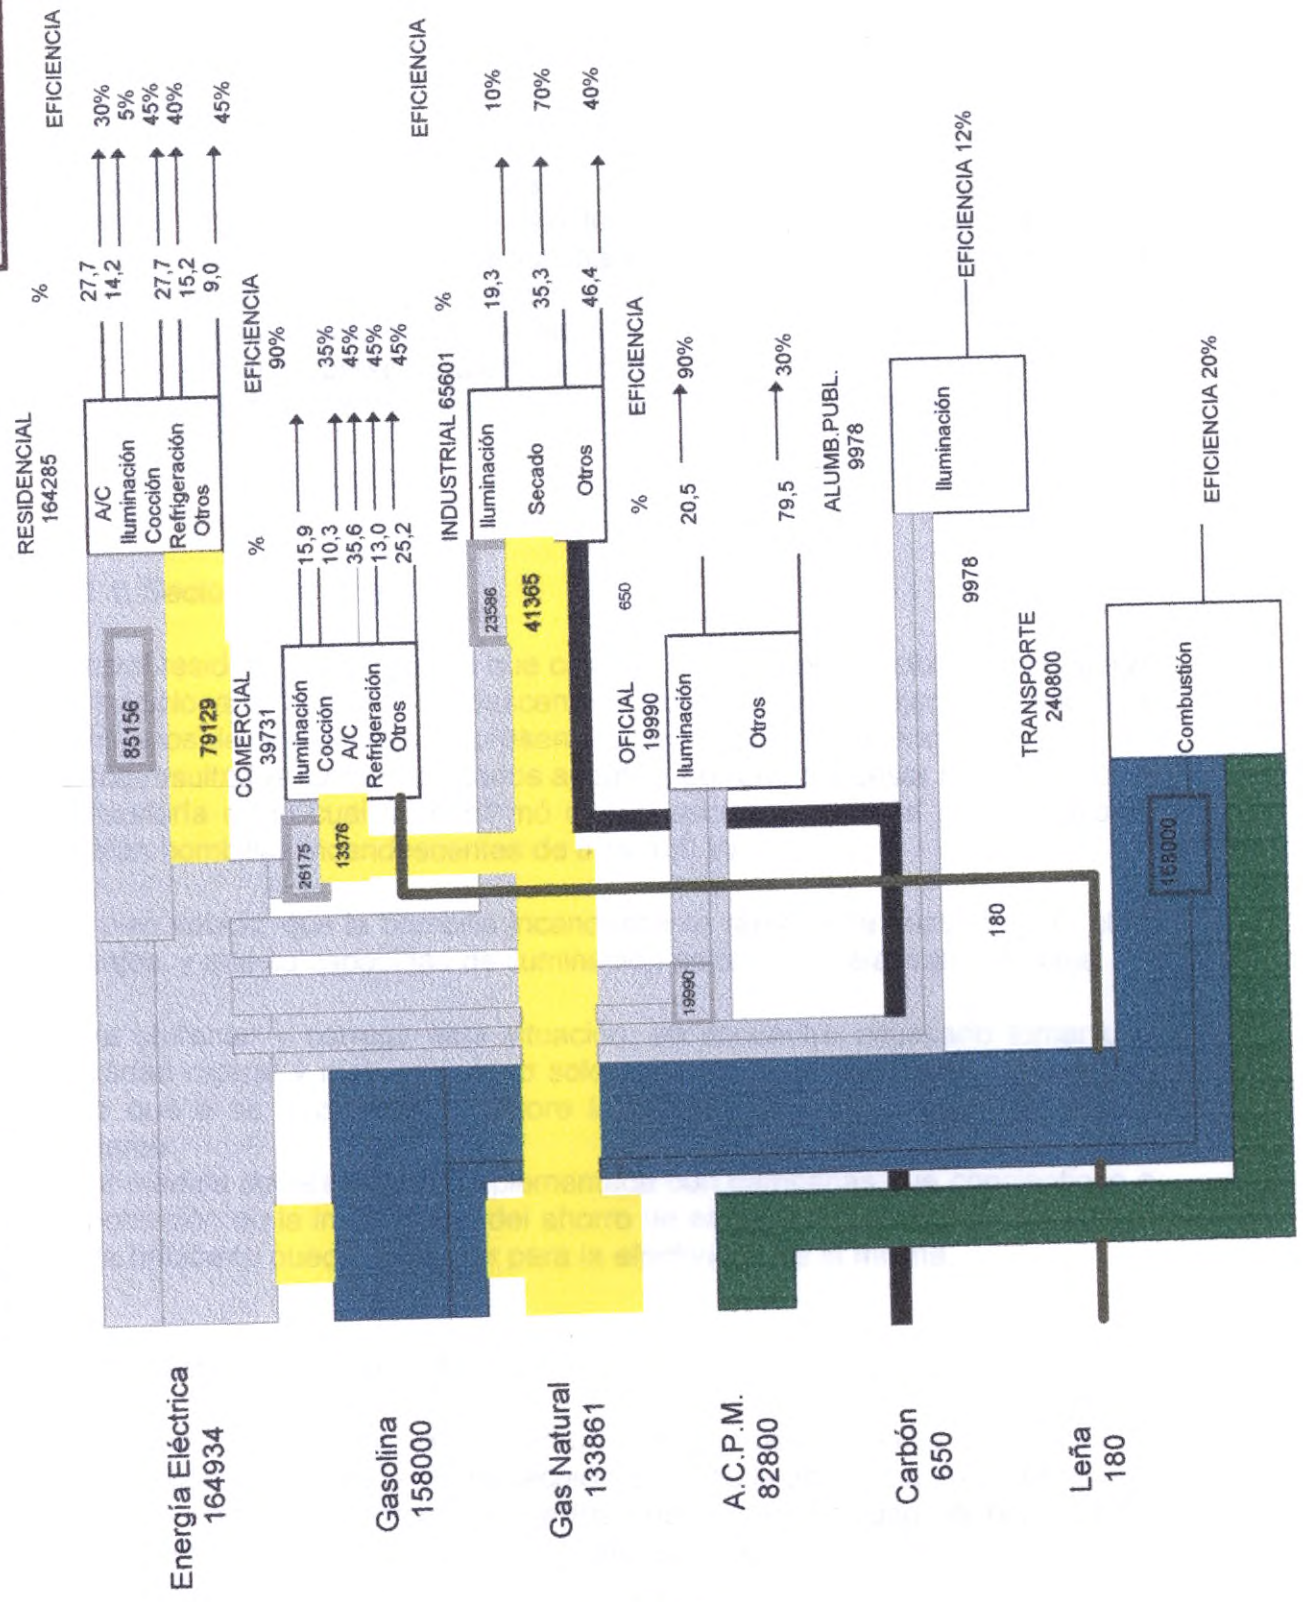 RESIDENCIAL
164285
%
EFICIENCIA
A/C
Iluminación
Cocción
Refrigeración
Otros
27,7
14,2
27,7
15,2
9,0
30%
5%
45%
40%
45%
85156
79129
COMERCIAL
39731
%
EFICIENCIA
90%
Iluminación
Cocción
A/C
Refrigeración
Otros
15,9
10,3
35,6
13,0
25,2
35%
45%
45%
45%
26175
13376
INDUSTRIAL 65601
%
EFICIENCIA
Iluminación
Secado
Otros
19,3
35,3
46,4
10%
70%
40%
23586
41365
650
OFICIAL
19990
%
EFICIENCIA
Iluminación
Otros
20,5
79,5
90%
30%
19990
ALUMB.PUBL.
9978
Iluminación
EFICIENCIA 12%
9978
180
TRANSPORTE
240800
Combustión
EFICIENCIA 20%
158000
Energía Eléctrica
164934
Gasolina
158000
Gas Natural
133861
A.C.P.M.
82800
Carbón
650
Leña
180